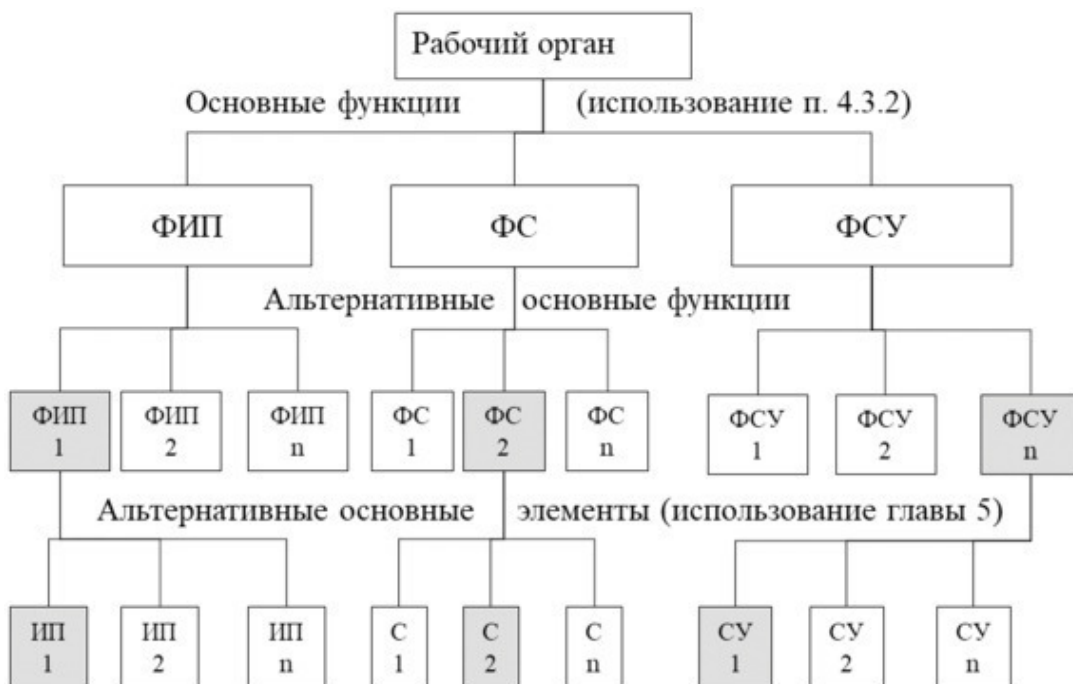 Рабочий орган
Основные функции (использование п. 4.3.2)
ФИП ФС ФСУ
Альтернативные основные функции
ФИП ФИП ФИП ФС ФС ФС ФСУ ФСУ ФСУ
1 2 n 1 2 n 1 2 n
Альтернативные основные элементы (использование главы 5)
ИП ИП ИП С С С СУ СУ СУ
1 2 n 1 2 n 1 2 n